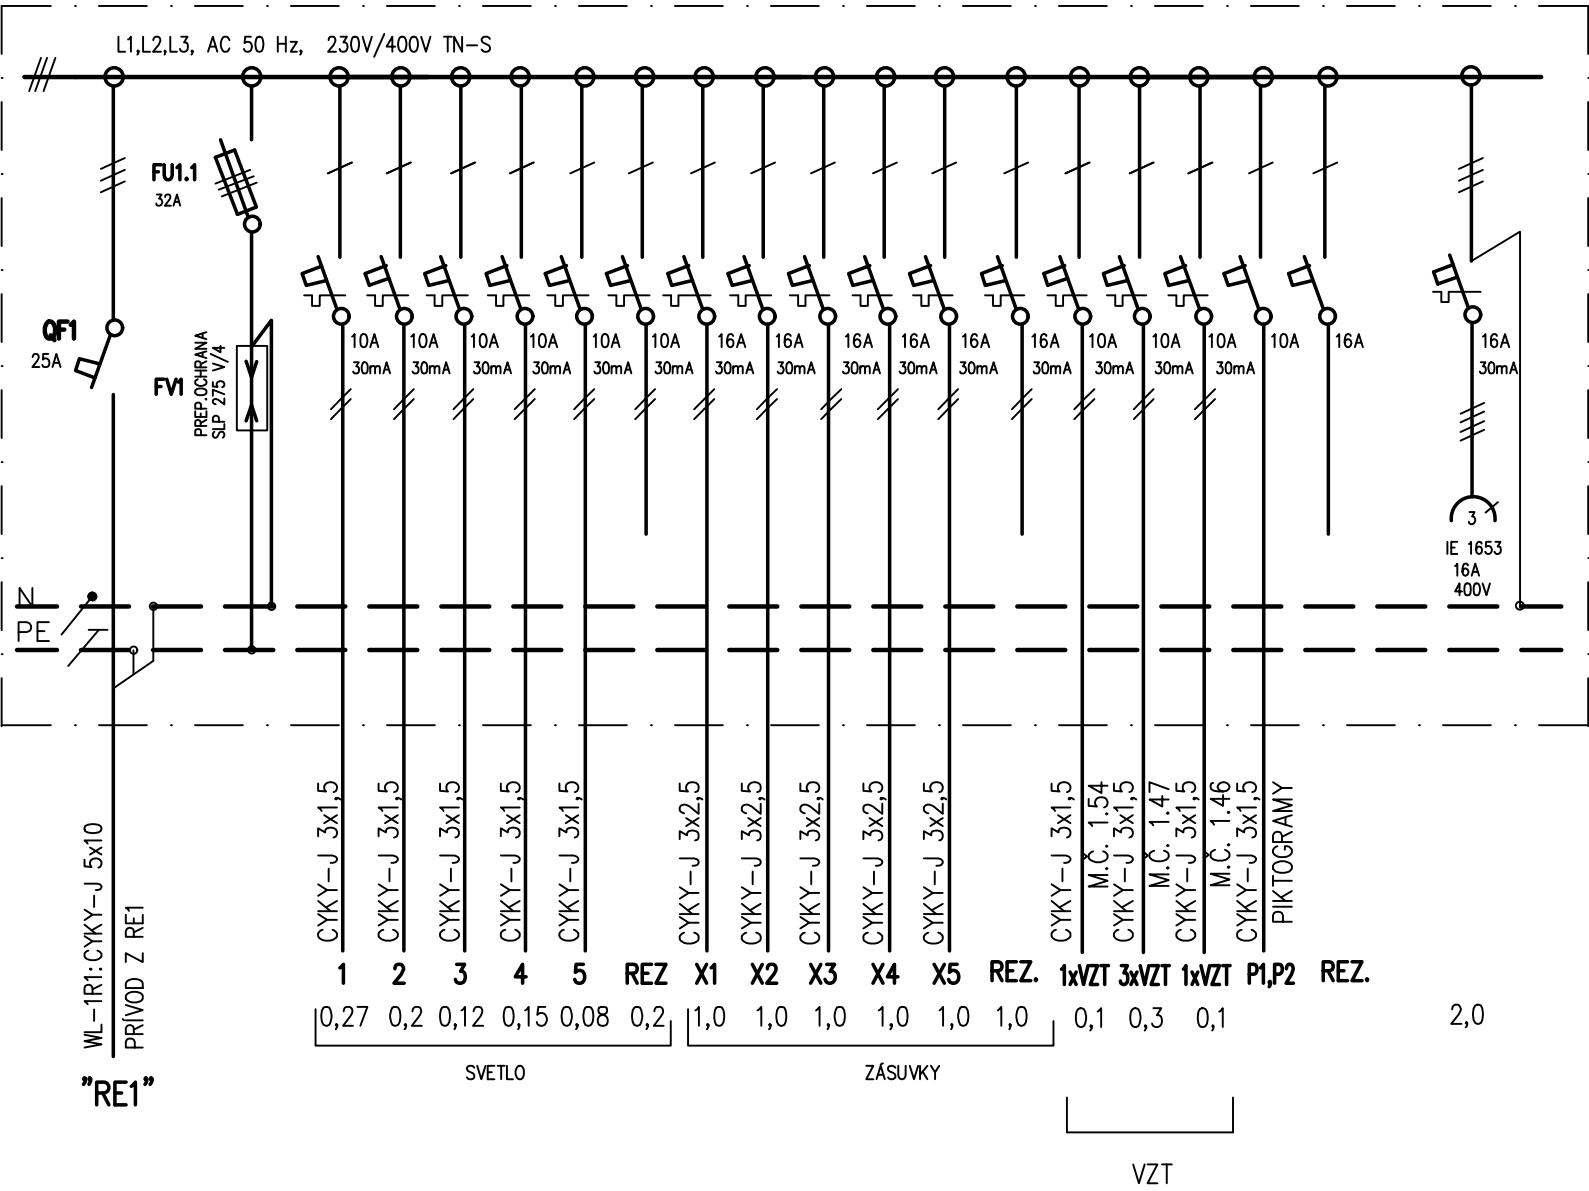 L1,L2,L3, AC 50 Hz, 230V/400V TN-S
FU1.1
32A
QF1
25A
FV1
PREP.OCHRANA
SLP 275 V/4
10A 10A 10A 10A 10A 10A 16A 16A 16A 16A 16A 16A 10A 10A 10A 10A 16A 16A
30mA 30mA 30mA 30mA 30mA 30mA 30mA 30mA 30mA 30mA 30mA 30mA 30mA 30mA 30mA 30mA
3
IE 1653
16A
400V
N
PE
WL-1R1:CYKY-J 5x10
PRÍVOD Z RE1
"RE1"
CYKY-J 3x1,5
CYKY-J 3x1,5
CYKY-J 3x1,5
CYKY-J 3x1,5
CYKY-J 3x1,5
CYKY-J 3x2,5
CYKY-J 3x2,5
CYKY-J 3x2,5
CYKY-J 3x2,5
CYKY-J 3x2,5
CYKY-J 3x1,5
M.Č. 1.54
CYKY-J 3x1,5
M.Č. 1.47
CYKY-J 3x1,5
M.Č. 1.46
CYKY-J 3x1,5
PIKTOGRAMY
1 2 3 4 5 REZ X1 X2 X3 X4 X5 REZ. 1xVZT 3xVZT 1xVZT P1,P2 REZ.
0,27 0,2 0,12 0,15 0,08 0,2 1,0 1,0 1,0 1,0 1,0 1,0 0,1 0,3 0,1 2,0
SVETLO
ZÁSUVKY
VZT